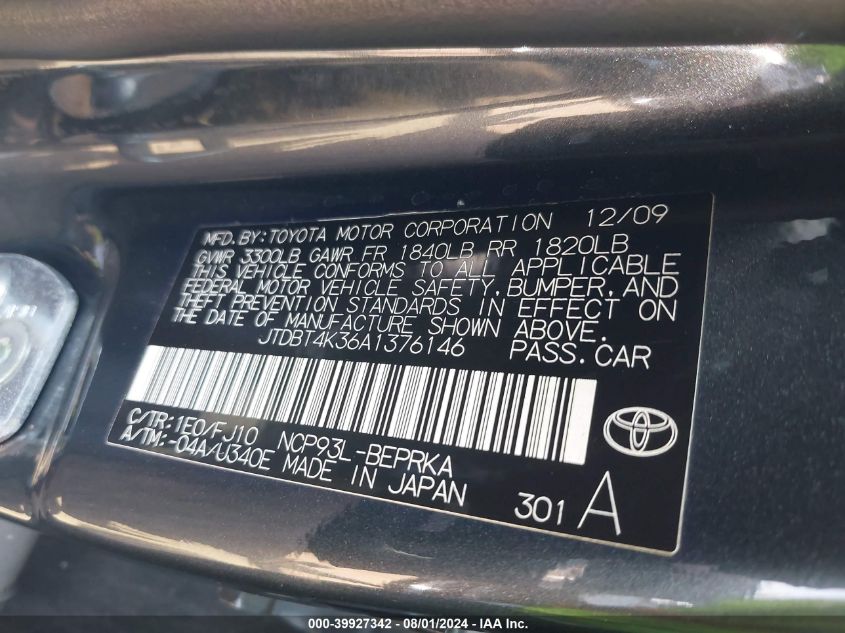 MFD. BY: TOYOTA MOTOR CORPORATION 12/09
GVWR 3300LB GAWR FR 1840LB RR 1820LB
THIS VEHICLE CONFORMS TO ALL APPLICABLE
FEDERAL MOTOR VEHICLE SAFETY, BUMPER, AND
THEFT PREVENTION STANDARDS IN EFFECT ON
THE DATE OF MANUFACTURE SHOWN ABOVE.
JTDBT4K36A1376146 PASS. CAR
C/TR: 1E0/FJ10 NCP93L-BEPRKA
A/TM: -04A/U340E MADE IN JAPAN
301 A
000-39927342 - 08/01/2024 - IAA Inc.